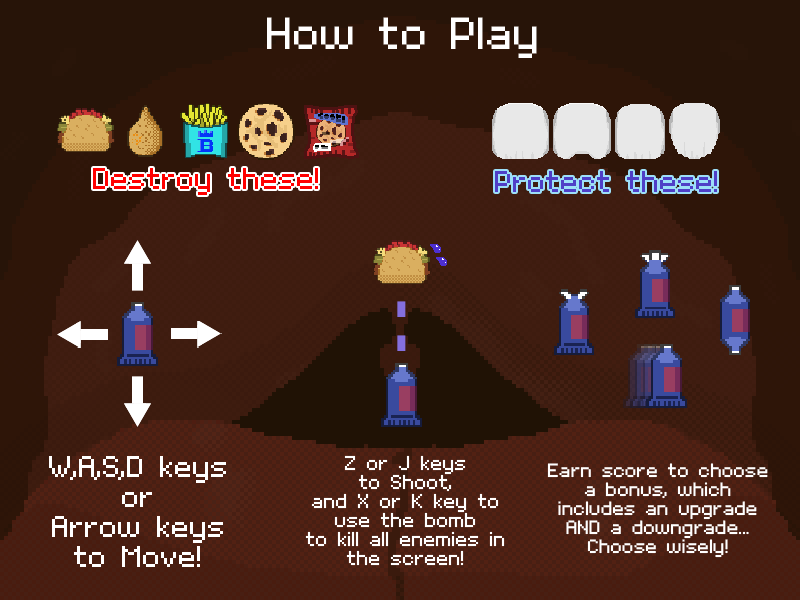 How to Play
B
Destroy these!
Protect these!
W,A,S,D keys
or
Arrow keys
to Move!
Z or J keys
to Shoot,
and X or K key to
use the bomb
to kill all enemies in
the screen!
Earn score to choose
a bonus, which
includes an upgrade
AND a downgrade...
Choose wisely!